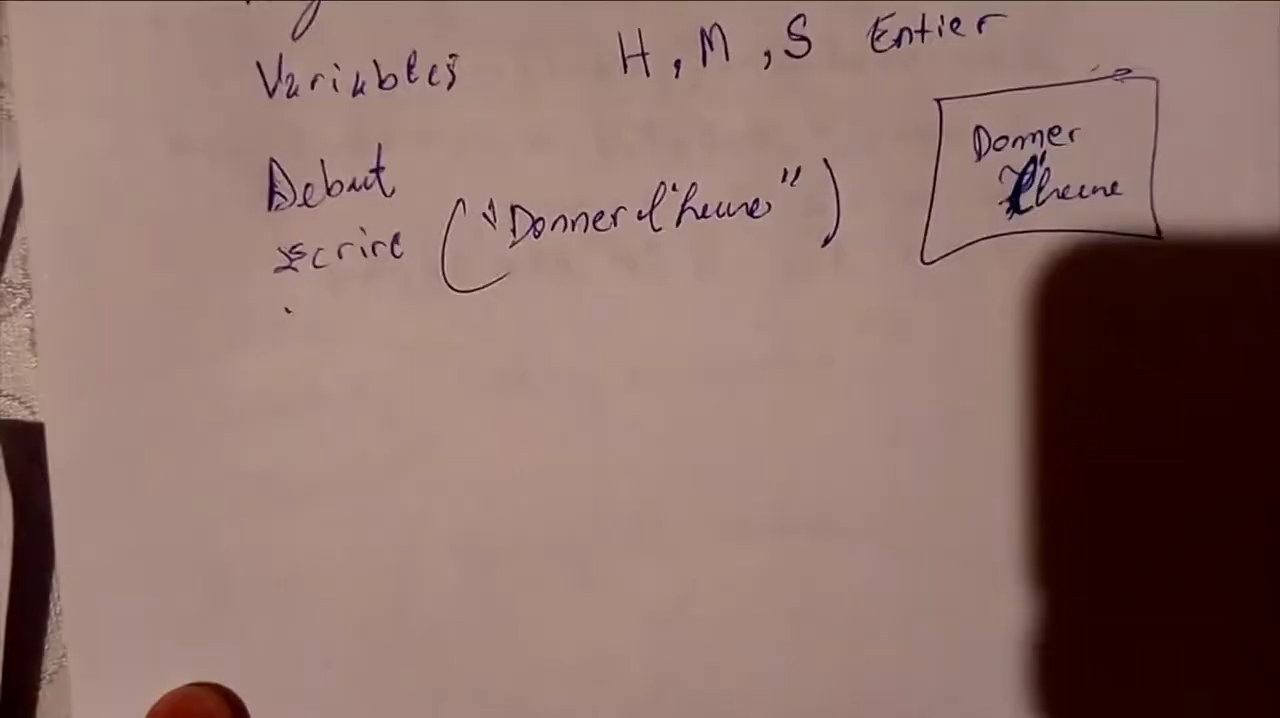 Variables H, M, S Entier
Debut
ecrire ("Donner l'heure")
Donner
l'heure